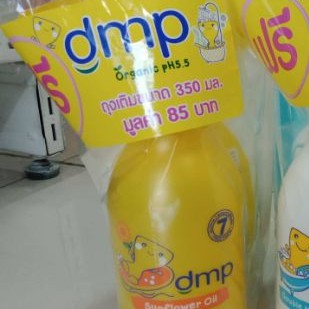 dmp
Organic pH5.5
ถุงเติมขนาด 350 มล.
มูลค่า 85 บาท
ฟรี
7
dmp
Sunflower Oil